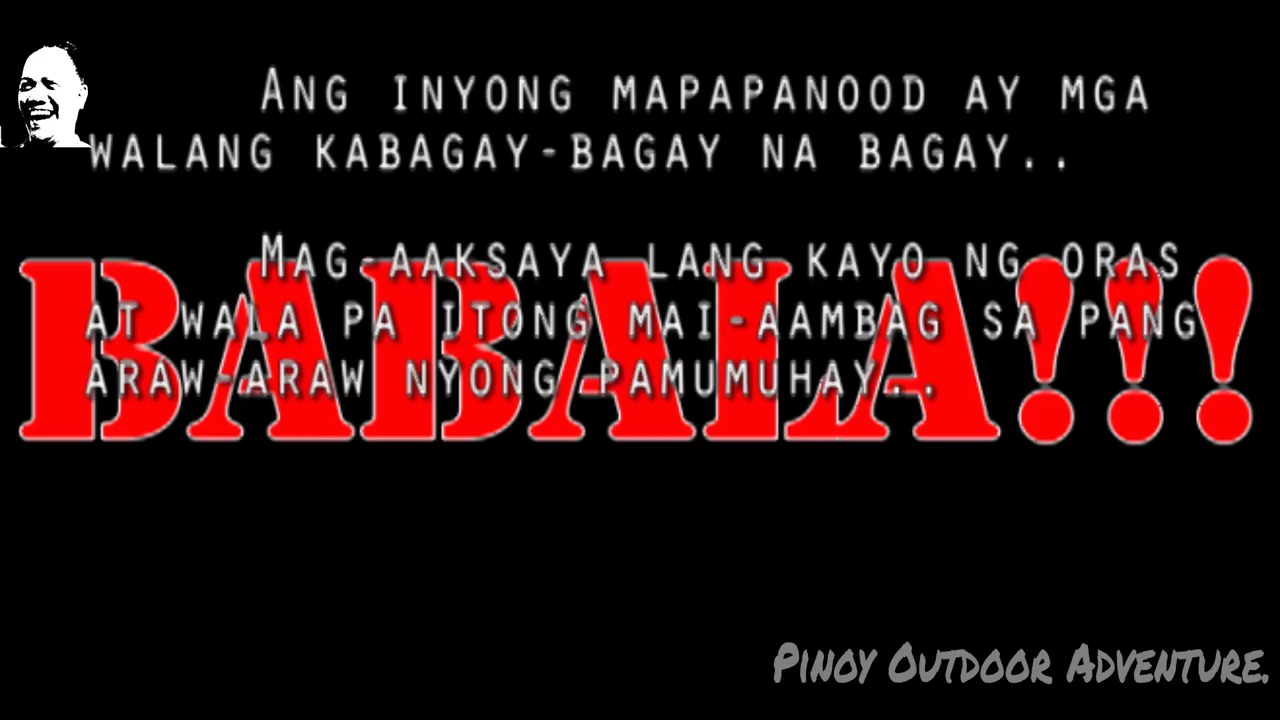 Ang inyong mapapanood ay mga
walang kabagay-bagay na bagay..
Mag-aaksaya lang kayo ng oras
at wala pa itong mai-aambag sa pang
araw-araw nyong pamumuhay..
BABALA!!!
Pinoy Outdoor Adventure.